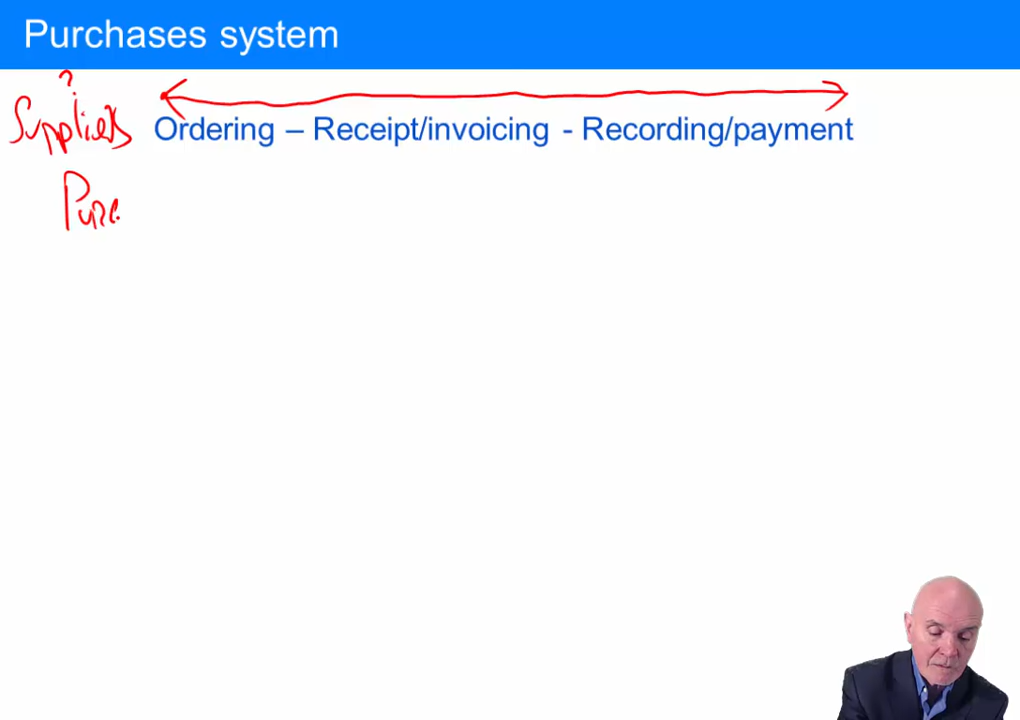 Purchases system
?
Suppliers
Ordering – Receipt/invoicing - Recording/payment
Purc